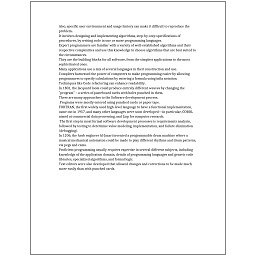 Also, specific user environment and usage history can make it difficult to reproduce the
problem.
It involves designing and implementing algorithms, step-by-step specifications of
procedures, by writing code in one or more programming languages.
Expert programmers are familiar with a variety of well-established algorithms and their
respective complexities and use this knowledge to choose algorithms that are best suited to
the circumstances.
They are the building blocks for all software, from the simplest applications to the most
sophisticated ones.
Many applications use a mix of several languages in their construction and use.
Compilers harnessed the power of computers to make programming easier by allowing
programmers to specify calculations by entering a formula using infix notation.
Techniques like Code refactoring can enhance readability.
In 1801, the Jacquard loom could produce entirely different weaves by changing the
"program" - a series of pasteboard cards with holes punched in them.
There are many approaches to the Software development process.
Programs were mostly entered using punched cards or paper tape.
FORTRAN, the first widely used high-level language to have a functional implementation,
came out in 1957, and many other languages were soon developed—in particular, COBOL
aimed at commercial data processing, and Lisp for computer research.
The first step in most formal software development processes is requirements analysis,
followed by testing to determine value modeling, implementation, and failure elimination
(debugging).
In 1206, the Arab engineer Al-Jazari invented a programmable drum machine where a
musical mechanical automaton could be made to play different rhythms and drum patterns,
via pegs and cams.
Proficient programming usually requires expertise in several different subjects, including
knowledge of the application domain, details of programming languages and generic code
libraries, specialized algorithms, and formal logic.
Text editors were also developed that allowed changes and corrections to be made much
more easily than with punched cards.